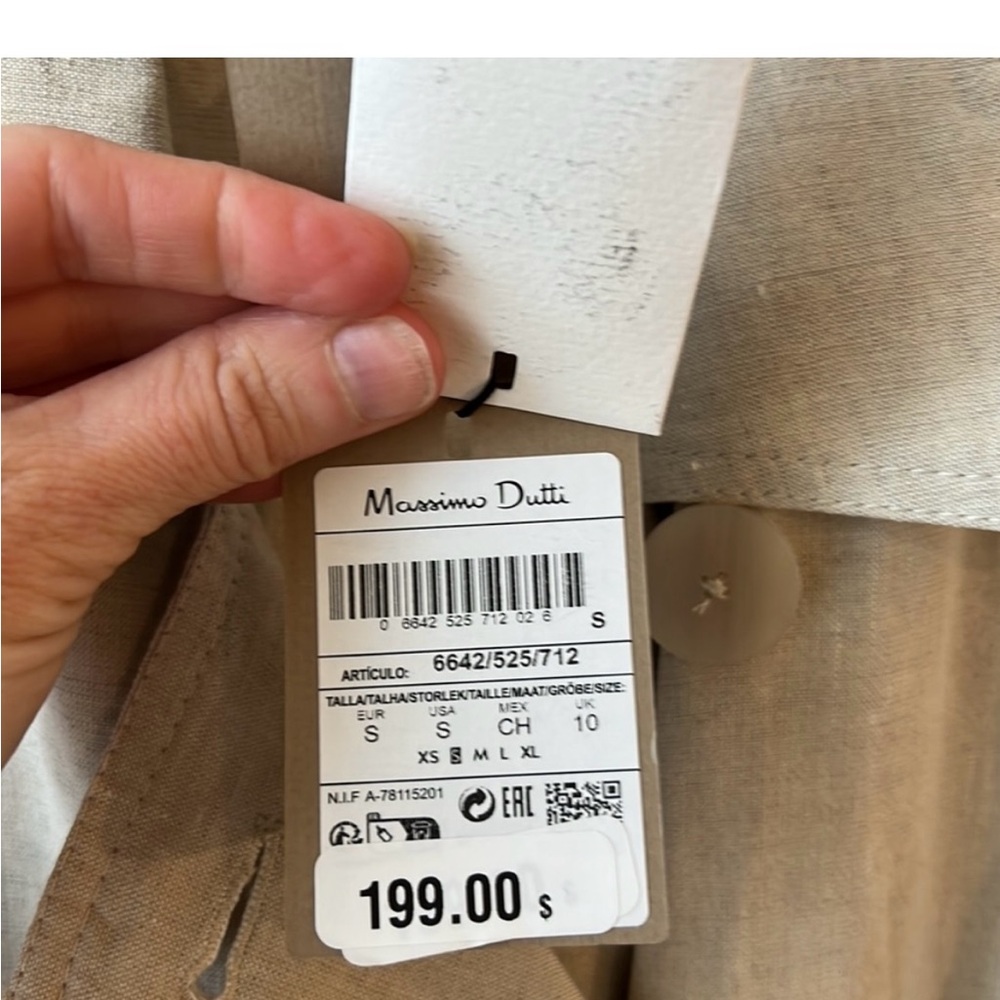 Massimo Dutti
0 6642 525 712 02 6 S
ARTÍCULO: 6642/525/712
TALLA/TALHA/STORLEK/TAILLE/MAAT/GRÖBE/SIZE:
EUR USA MEX UK
S S CH 10
XS S M L XL
N.I.F A-78115201 EAC
199.00 $